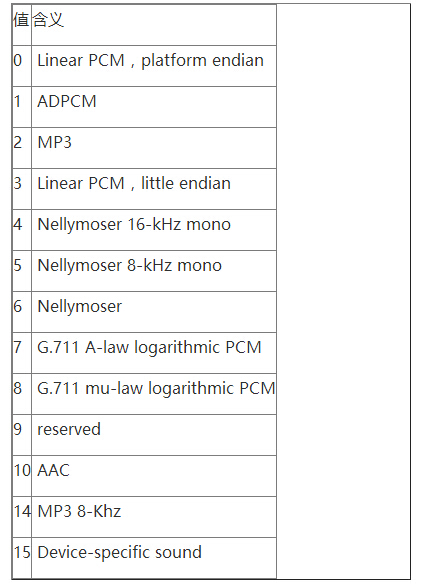 值 含义
0 Linear PCM，platform endian
1 ADPCM
2 MP3
3 Linear PCM，little endian
4 Nellymoser 16-kHz mono
5 Nellymoser 8-kHz mono
6 Nellymoser
7 G.711 A-law logarithmic PCM
8 G.711 mu-law logarithmic PCM
9 reserved
10 AAC
14 MP3 8-Khz
15 Device-specific sound